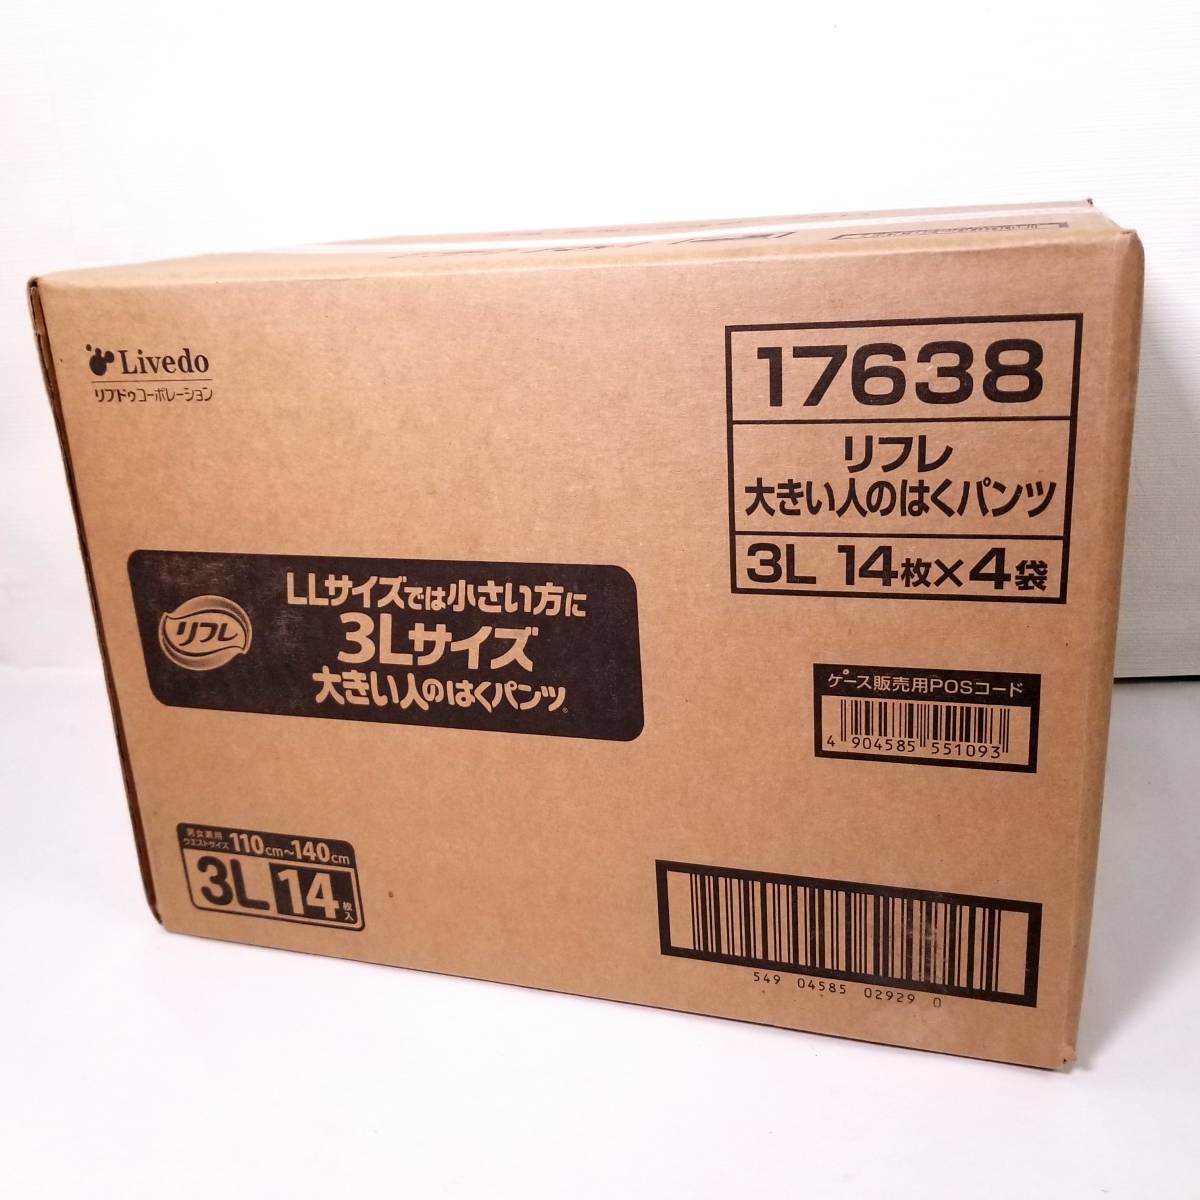 Livedo
リブドゥコーポレーション
17638
リフレ
大きい人のはくパンツ
3L 14枚×4袋
リフレ
LLサイズでは小さい方に
3Lサイズ
大きい人のはくパンツ®
ケース販売用POSコード
4 904585 551093
男女兼用
ウエストサイズ 110cm～140cm
3L 14枚入
549 04585 02929 0